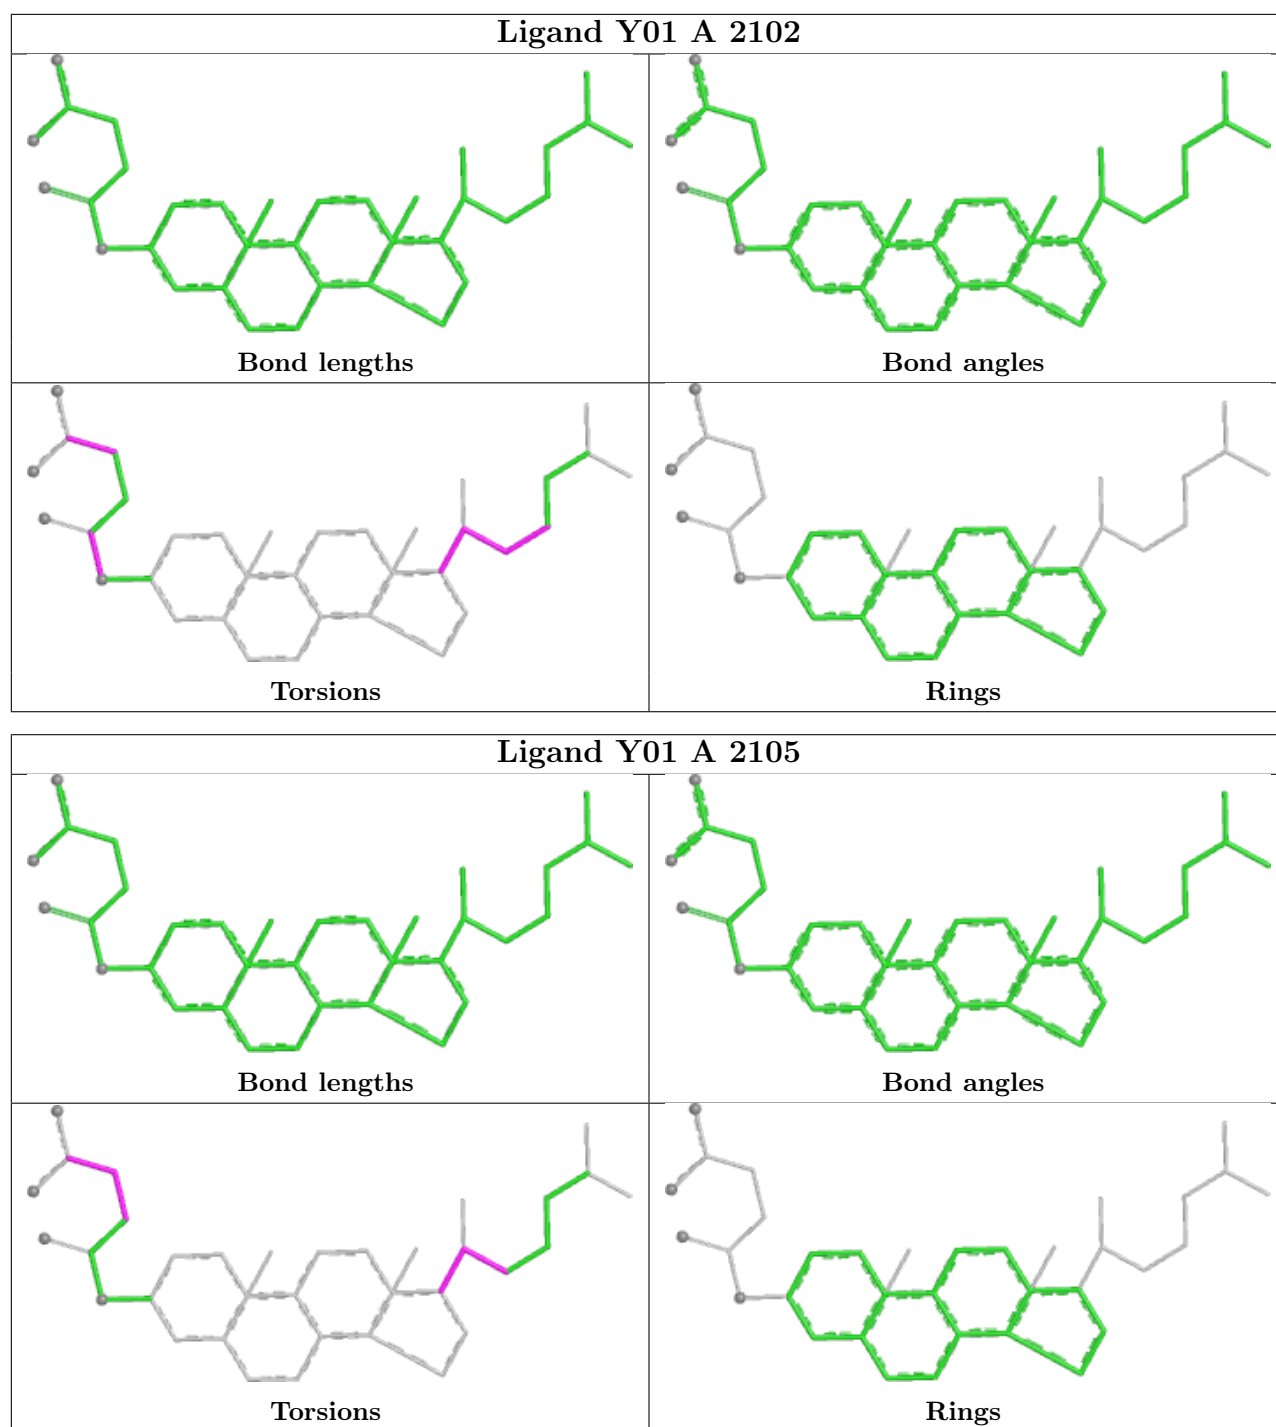 Ligand Y01 A 2102
Bond lengths
Bond angles
Torsions
Rings
Ligand Y01 A 2105
Bond lengths
Bond angles
Torsions
Rings